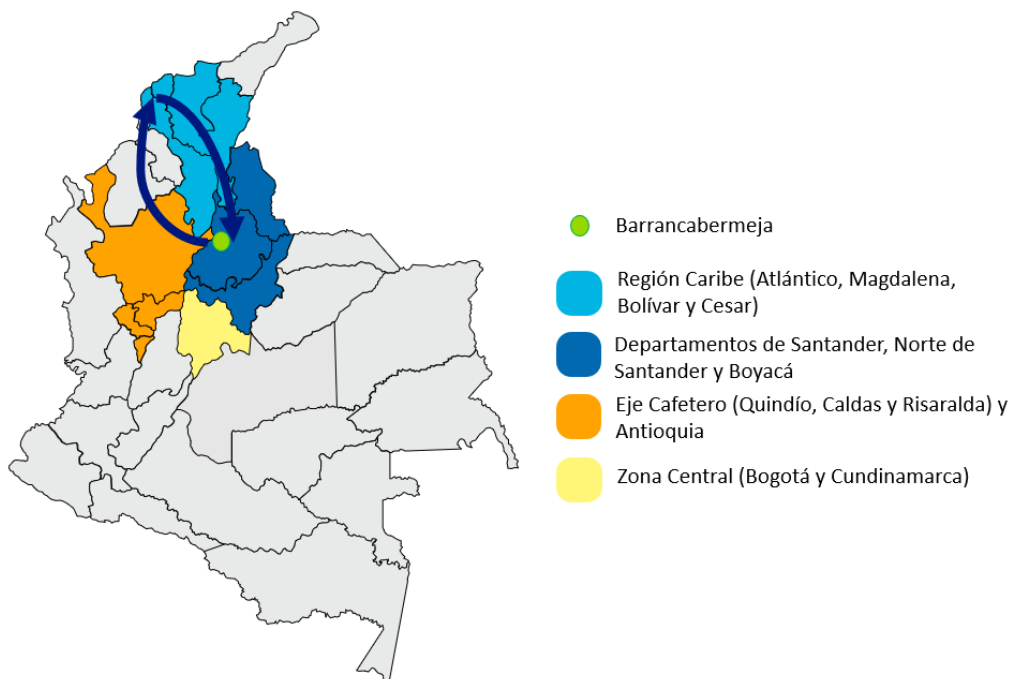 Barrancabermeja
Región Caribe (Atlántico, Magdalena,
Bolívar y Cesar)
Departamentos de Santander, Norte de
Santander y Boyacá
Eje Cafetero (Quindío, Caldas y Risaralda) y
Antioquia
Zona Central (Bogotá y Cundinamarca)